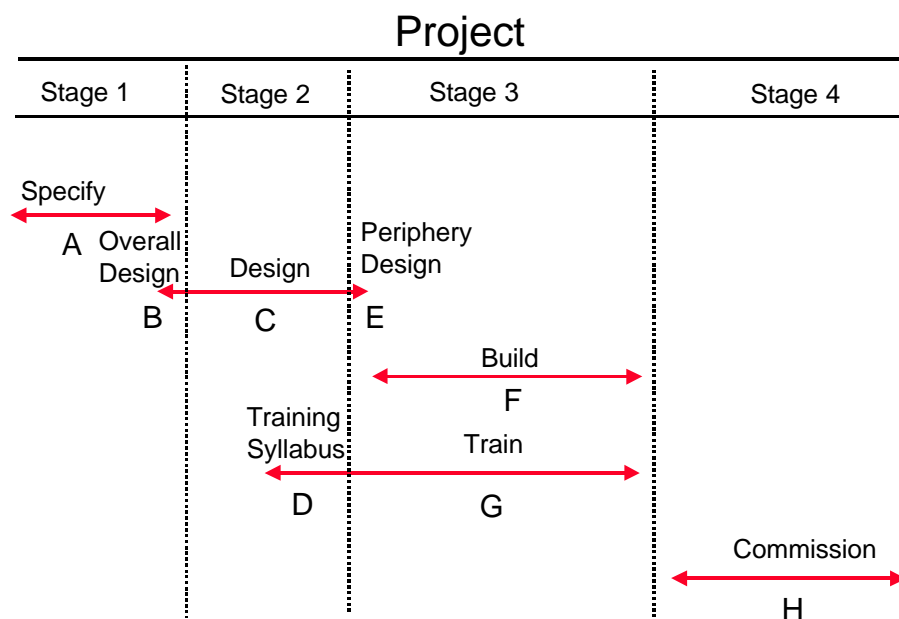 Project
Stage 1
Stage 2
Stage 3
Stage 4
Specify
A
Overall
Design
B
Design
C
Periphery
Design
E
Build
F
Training
Syllabus
D
Train
G
Commission
H